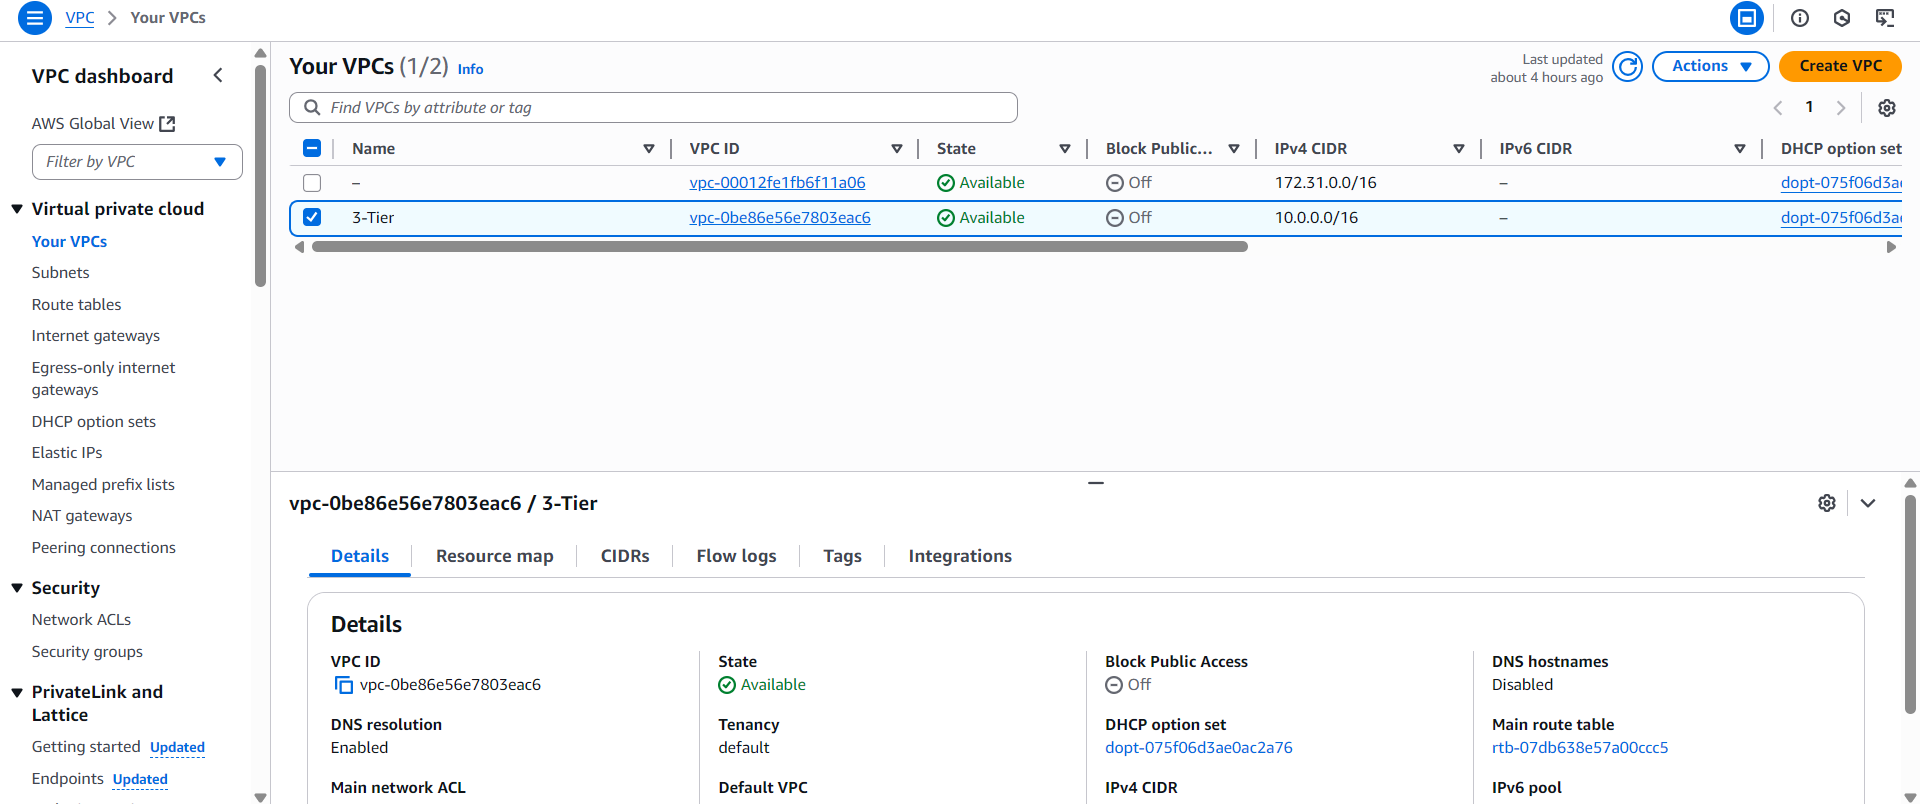 VPC > Your VPCs
VPC dashboard
AWS Global View
Filter by VPC
Virtual private cloud
Your VPCs
Subnets
Route tables
Internet gateways
Egress-only internet
gateways
DHCP option sets
Elastic IPs
Managed prefix lists
NAT gateways
Peering connections
Security
Network ACLs
Security groups
PrivateLink and
Lattice
Getting started Updated
Endpoints Updated
Your VPCs (1/2) Info
Last updated
about 4 hours ago
Actions
Create VPC
Find VPCs by attribute or tag
1
Name VPC ID State Block Public... IPv4 CIDR IPv6 CIDR DHCP option set
– vpc-00012fe1fb6f11a06 Available Off 172.31.0.0/16 – dopt-075f06d3a
3-Tier vpc-0be86e56e7803eac6 Available Off 10.0.0.0/16 – dopt-075f06d3a
vpc-0be86e56e7803eac6 / 3-Tier
Details Resource map CIDRs Flow logs Tags Integrations
Details
VPC ID State Block Public Access DNS hostnames
vpc-0be86e56e7803eac6 Available Off Disabled
DNS resolution Tenancy DHCP option set Main route table
Enabled default dopt-075f06d3ae0ac2a76 rtb-07db638e57a00ccc5
Main network ACL Default VPC IPv4 CIDR IPv6 pool